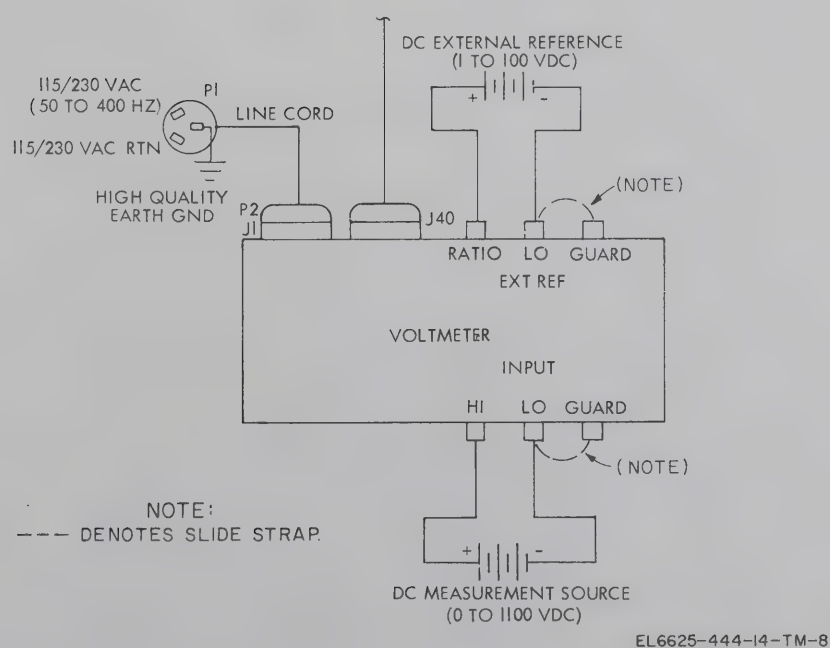 DC EXTERNAL REFERENCE
(1 TO 100 VDC)
+ -
115/230 VAC
(50 TO 400 HZ)
P1
LINE CORD
115/230 VAC RTN
HIGH QUALITY
EARTH GND
P2
J1
J40
(NOTE)
RATIO LO GUARD
EXT REF
VOLTMETER
INPUT
HI LO GUARD
(NOTE)
NOTE:
--- DENOTES SLIDE STRAP.
+ -
DC MEASUREMENT SOURCE
(0 TO 1100 VDC)
EL6625-444-14-TM-8